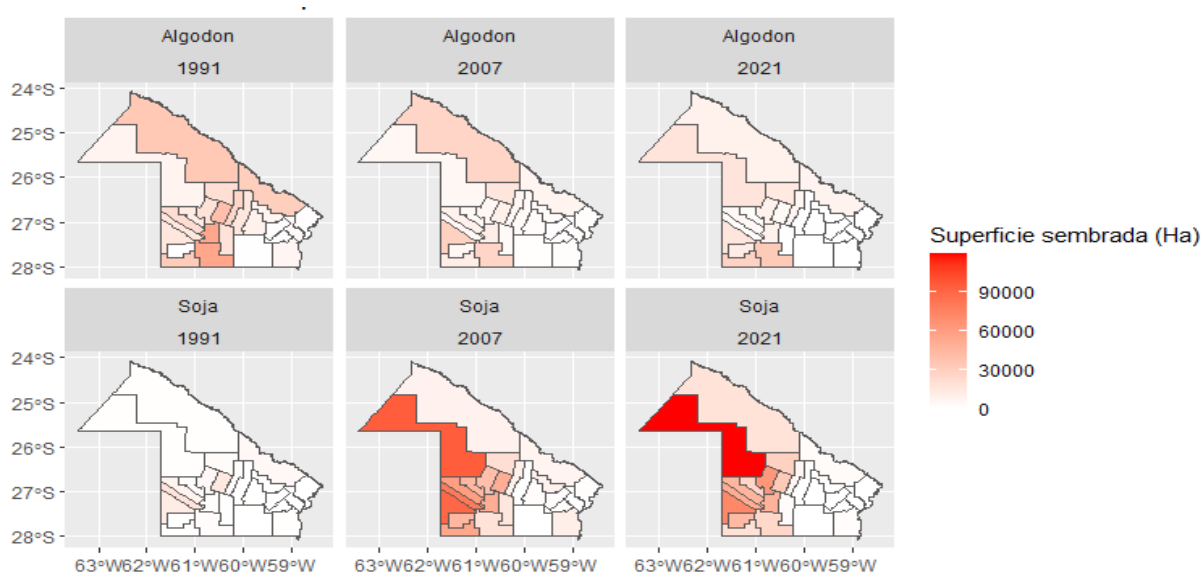 Algodon
1991
Algodon
2007
Algodon
2021
24°S
25°S
26°S
27°S
28°S
Soja
1991
Soja
2007
Soja
2021
24°S
25°S
26°S
27°S
28°S
63°W62°W61°W60°W59°W
63°W62°W61°W60°W59°W
63°W62°W61°W60°W59°W
Superficie sembrada (Ha)
90000
60000
30000
0